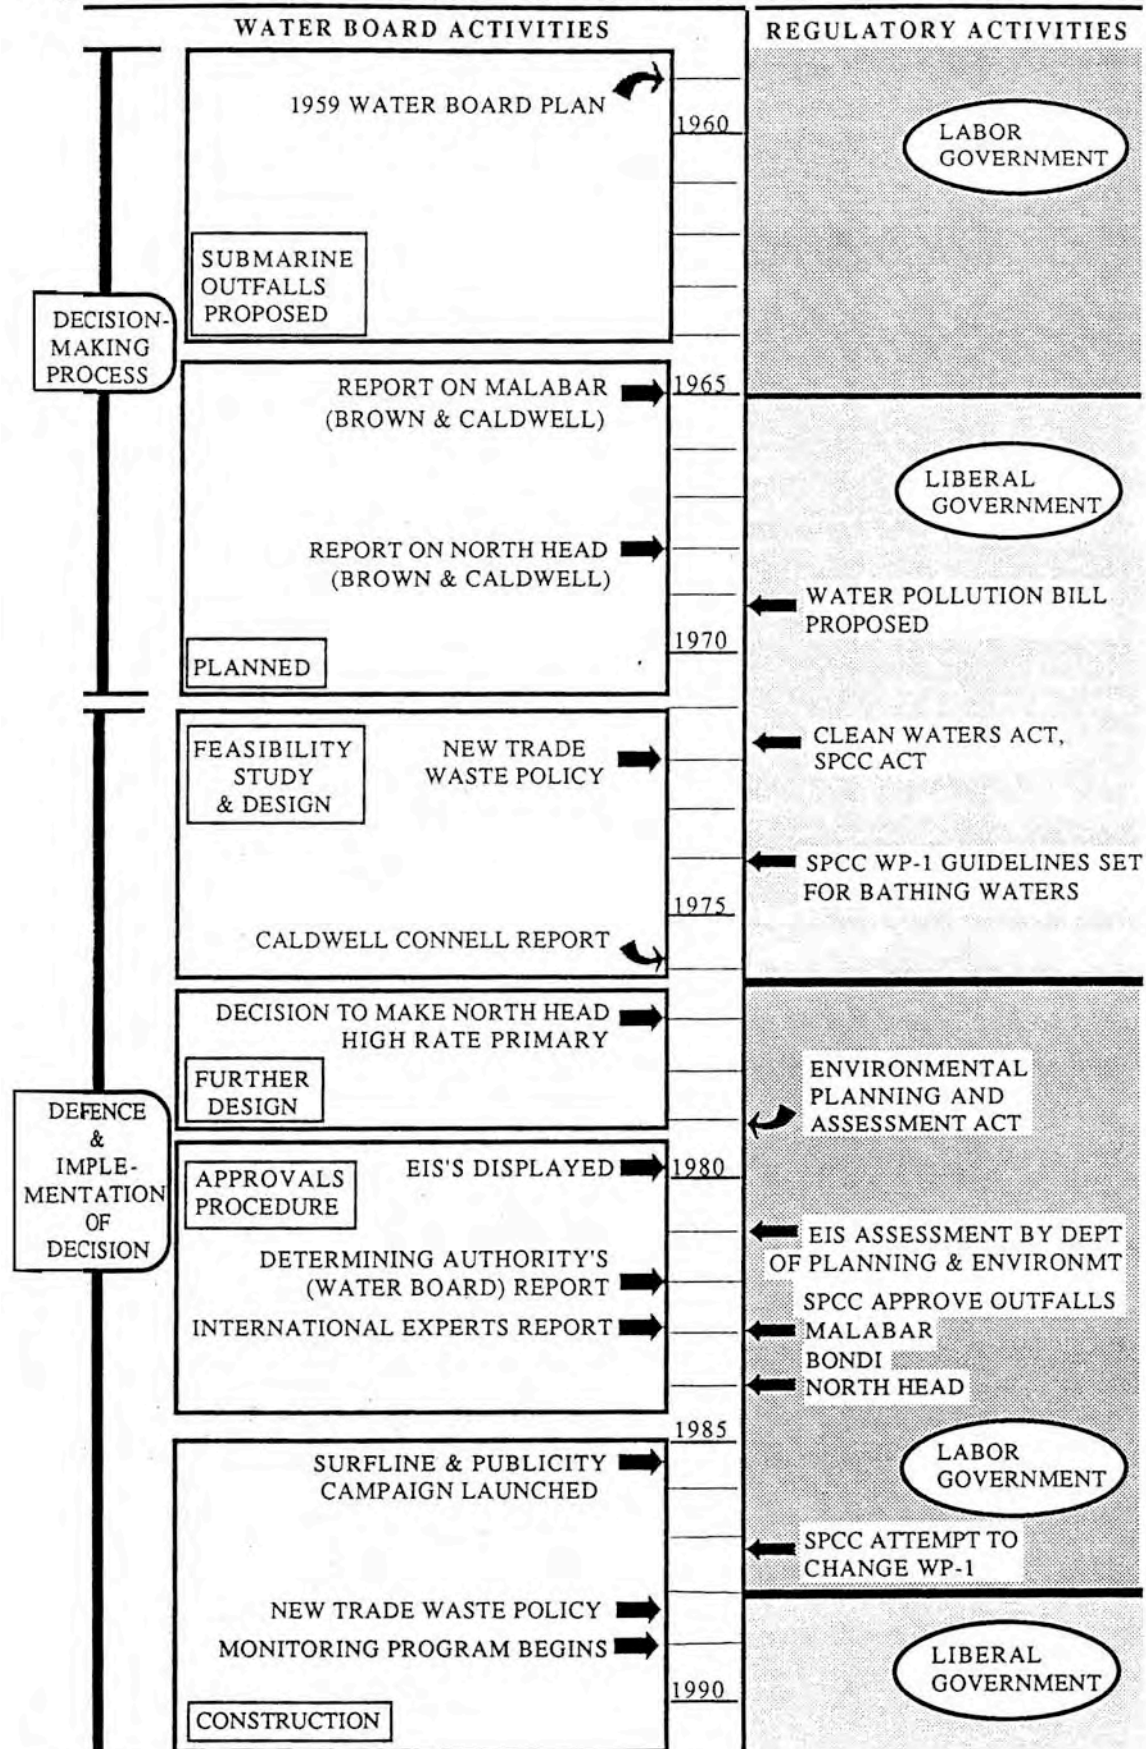 WATER BOARD ACTIVITIES
REGULATORY ACTIVITIES
1959 WATER BOARD PLAN
1960
LABOR
GOVERNMENT
SUBMARINE
OUTFALLS
PROPOSED
DECISION-
MAKING
PROCESS
REPORT ON MALABAR
(BROWN & CALDWELL)
1965
LIBERAL
GOVERNMENT
REPORT ON NORTH HEAD
(BROWN & CALDWELL)
WATER POLLUTION BILL
PROPOSED
1970
PLANNED
FEASIBILITY
STUDY
& DESIGN
NEW TRADE
WASTE POLICY
CLEAN WATERS ACT,
SPCC ACT
SPCC WP-1 GUIDELINES SET
FOR BATHING WATERS
1975
CALDWELL CONNELL REPORT
DECISION TO MAKE NORTH HEAD
HIGH RATE PRIMARY
FURTHER
DESIGN
ENVIRONMENTAL
PLANNING AND
ASSESSMENT ACT
DEFENCE
&
IMPLE-
MENTATION
OF
DECISION
EIS'S DISPLAYED
1980
APPROVALS
PROCEDURE
EIS ASSESSMENT BY DEPT
OF PLANNING & ENVIRONMT
DETERMINING AUTHORITY'S
(WATER BOARD) REPORT
SPCC APPROVE OUTFALLS
INTERNATIONAL EXPERTS REPORT
MALABAR
BONDI
NORTH HEAD
1985
SURFLINE & PUBLICITY
CAMPAIGN LAUNCHED
LABOR
GOVERNMENT
SPCC ATTEMPT TO
CHANGE WP-1
NEW TRADE WASTE POLICY
MONITORING PROGRAM BEGINS
LIBERAL
GOVERNMENT
1990
CONSTRUCTION